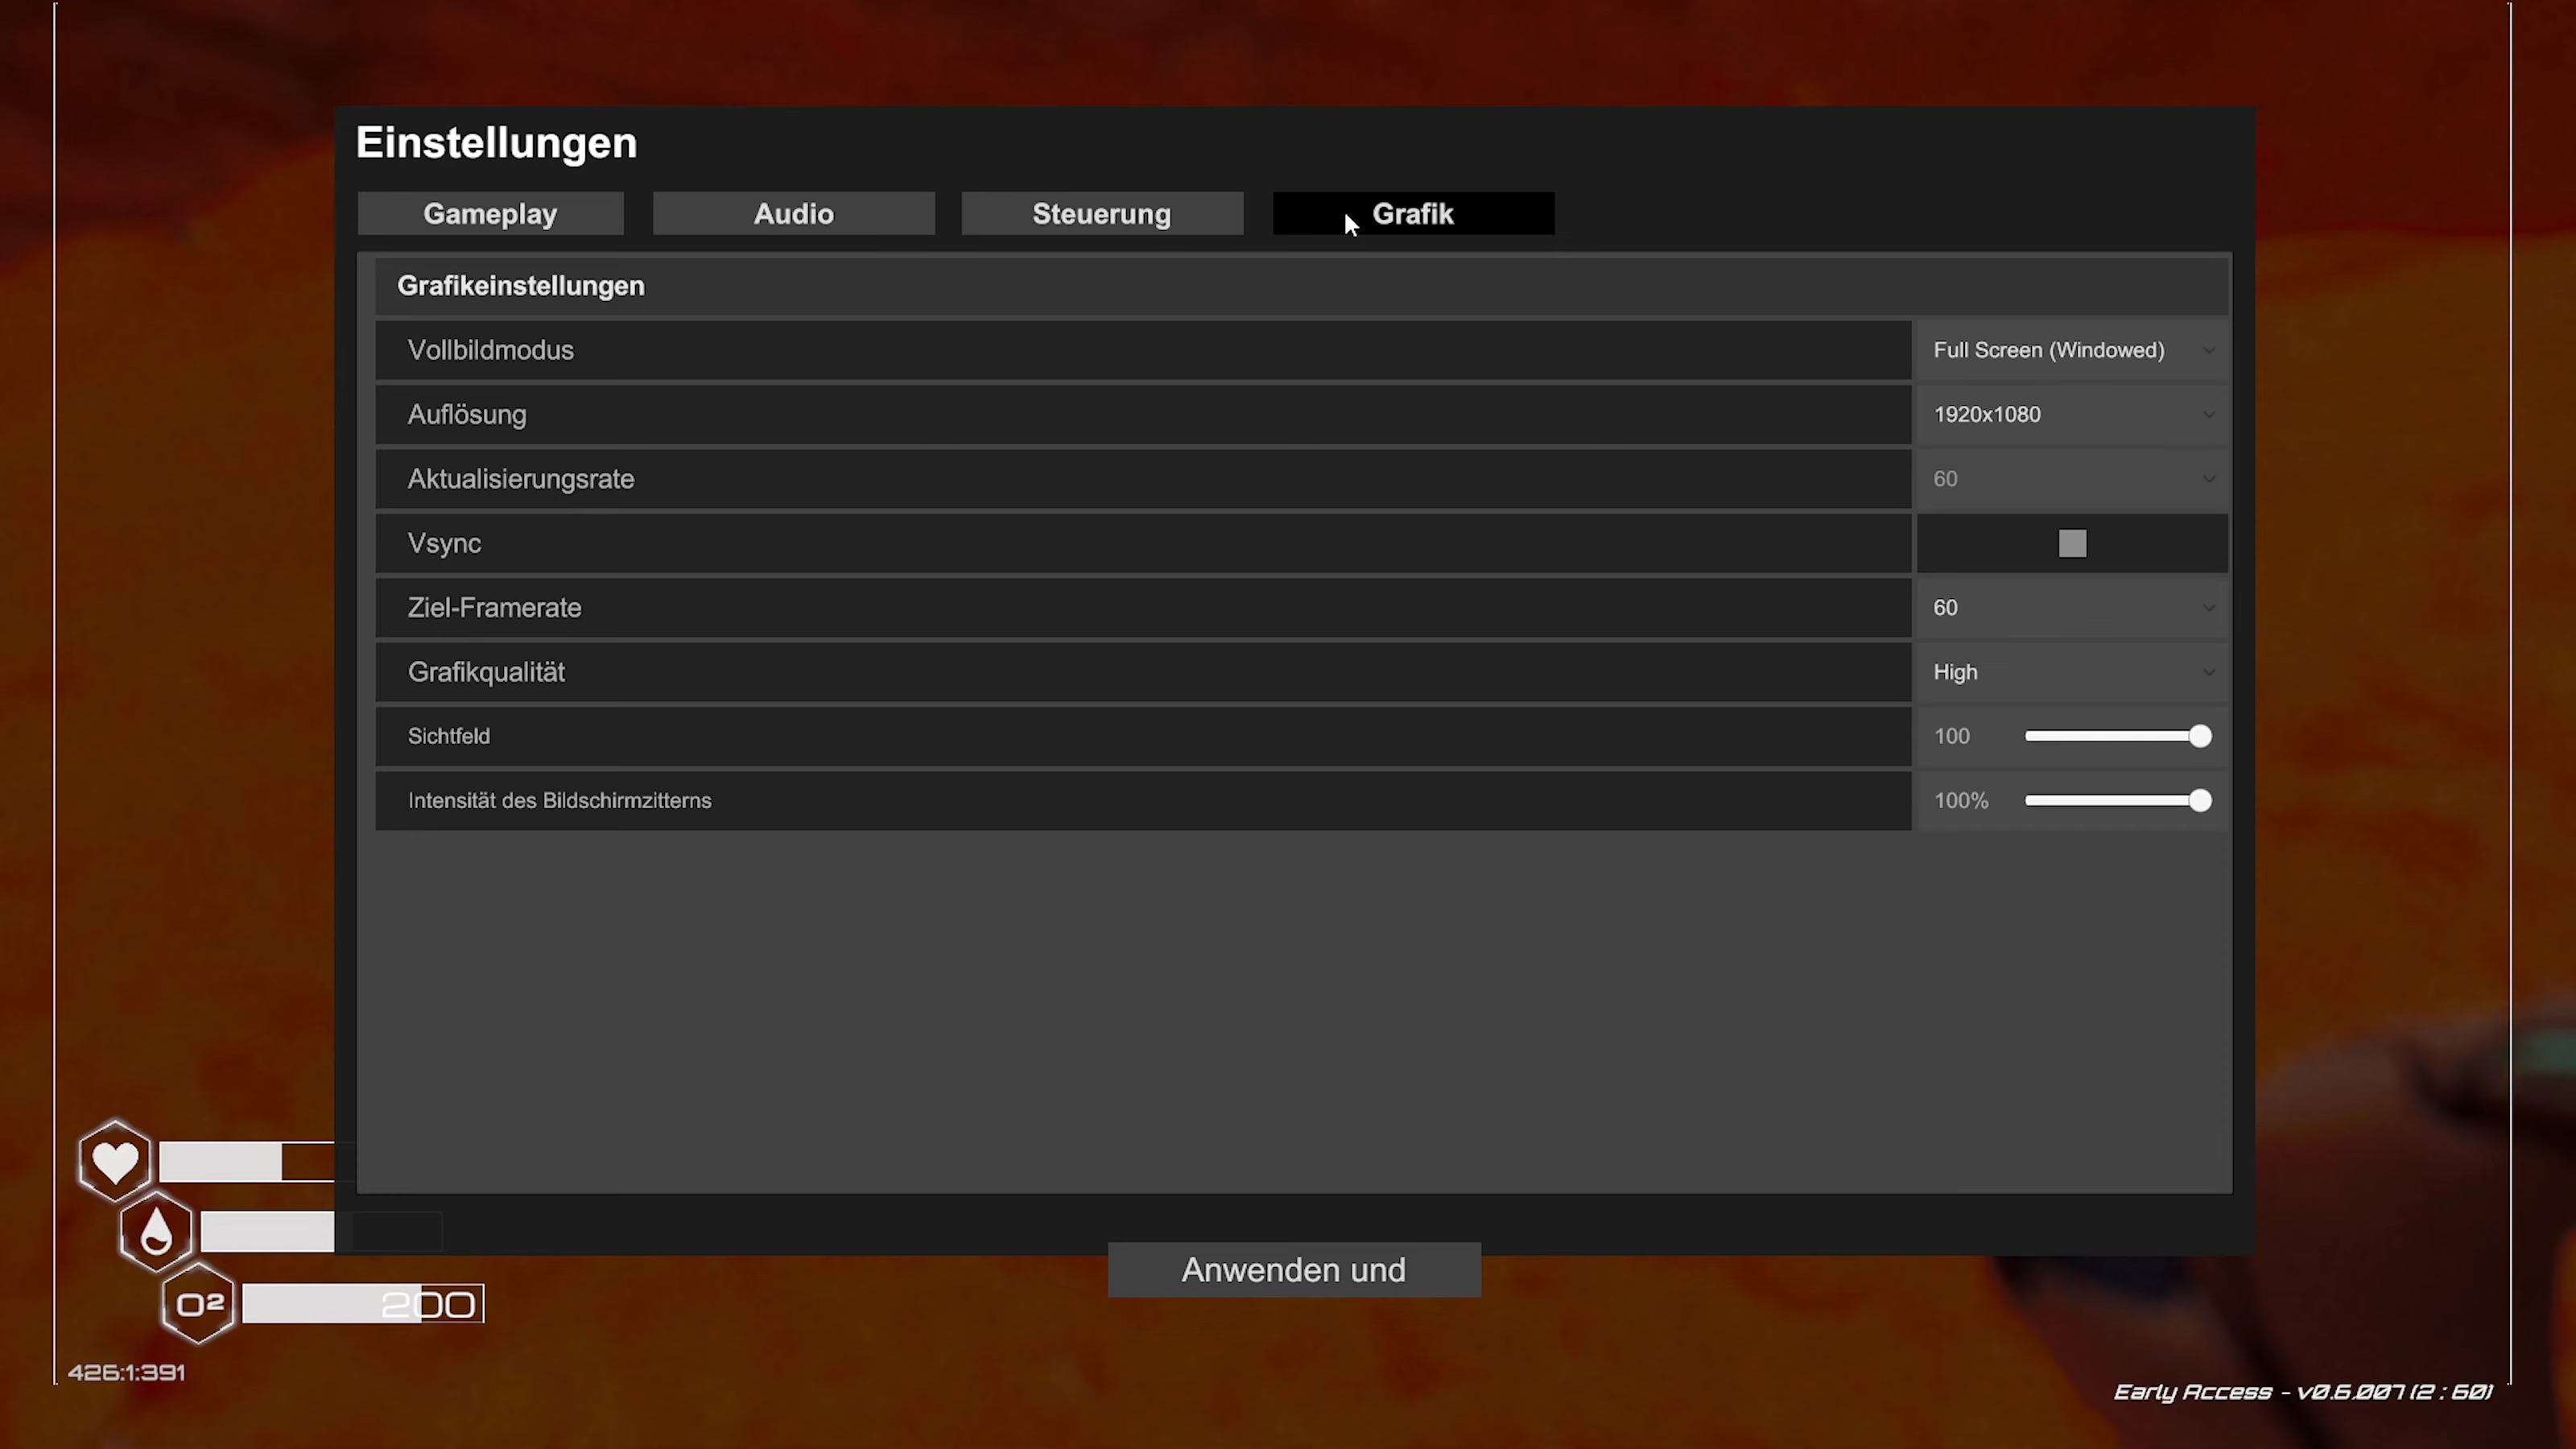 Einstellungen
Gameplay
Audio
Steuerung
Grafik
Grafikeinstellungen
Vollbildmodus
Full Screen (Windowed)
Auflösung
1920x1080
Aktualisierungsrate
60
Vsync
Ziel-Framerate
60
Grafikqualität
High
Sichtfeld
100
Intensität des Bildschirmzitterns
100%
Anwenden und
O²
200
426:1:391
Early Access - v0.6.007 (2 : 60)